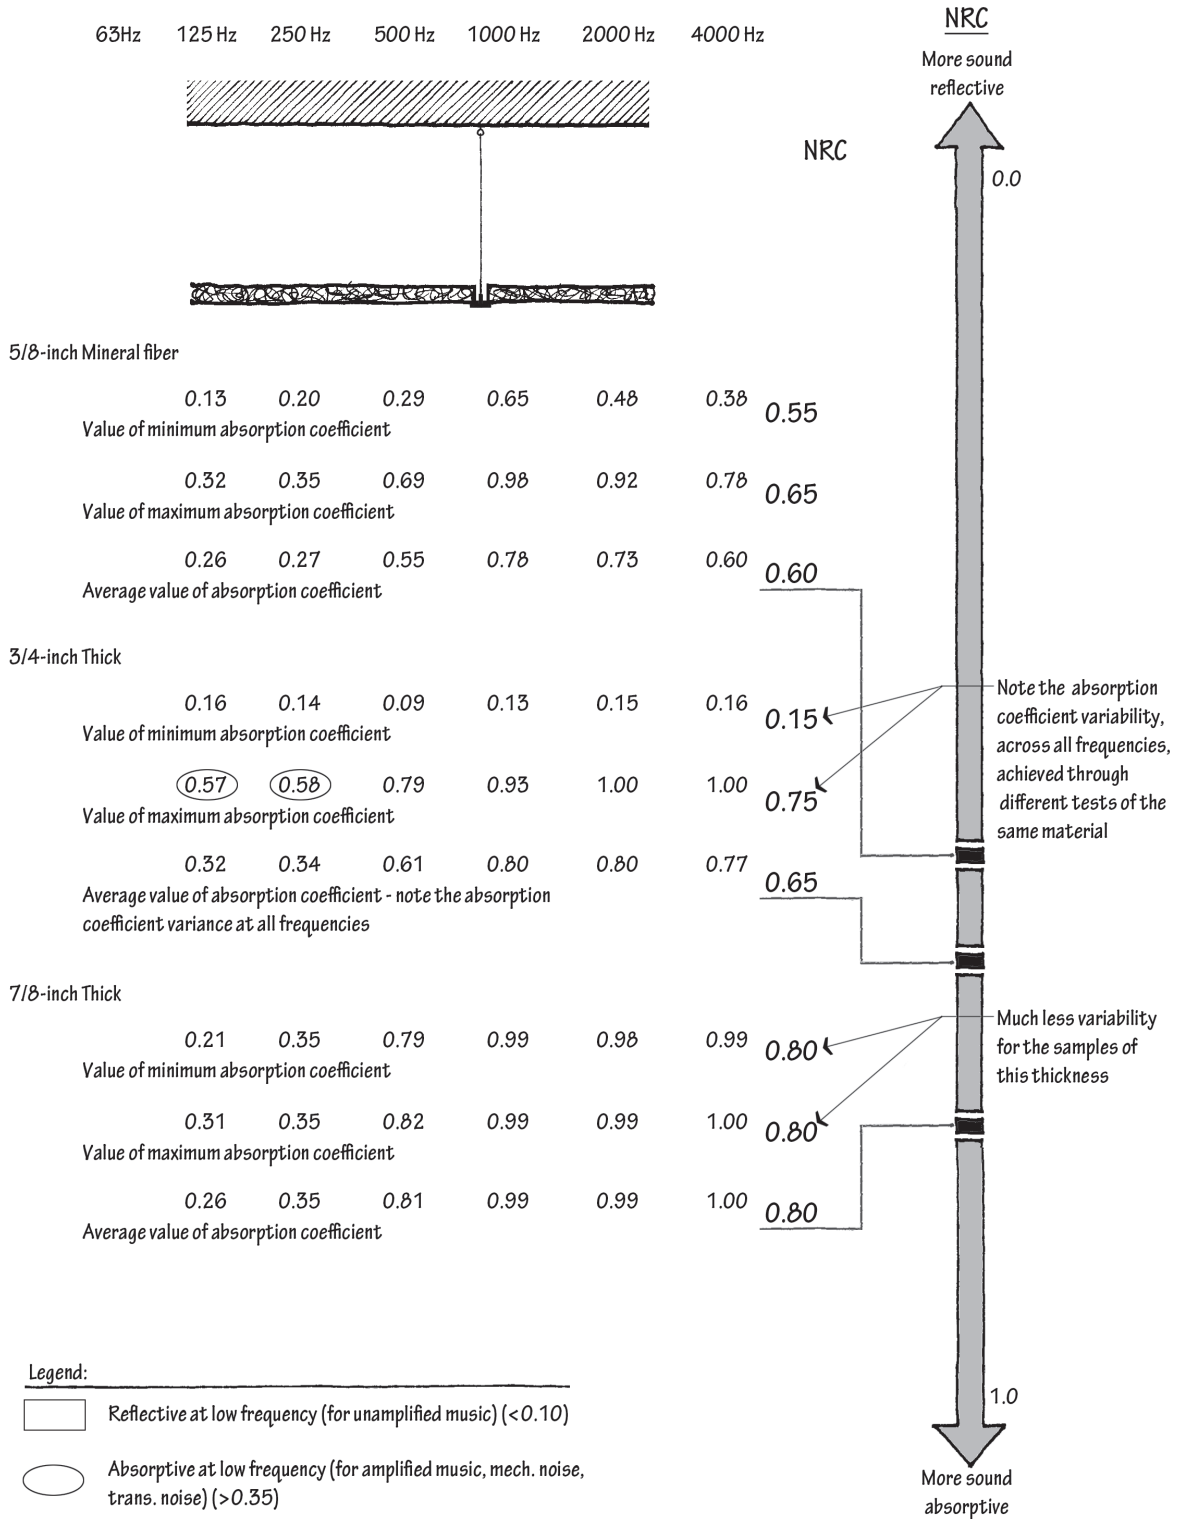 63Hz 125 Hz 250 Hz 500 Hz 1000 Hz 2000 Hz 4000 Hz
NRC
NRC
More sound
reflective
0.0
5/8-inch Mineral fiber
0.13 0.20 0.29 0.65 0.48 0.38 0.55
Value of minimum absorption coefficient
0.32 0.35 0.69 0.98 0.92 0.78 0.65
Value of maximum absorption coefficient
0.26 0.27 0.55 0.78 0.73 0.60 0.60
Average value of absorption coefficient
3/4-inch Thick
0.16 0.14 0.09 0.13 0.15 0.16 0.15
Value of minimum absorption coefficient
0.57 0.58 0.79 0.93 1.00 1.00 0.75
Value of maximum absorption coefficient
0.32 0.34 0.61 0.80 0.80 0.77 0.65
Average value of absorption coefficient - note the absorption
coefficient variance at all frequencies
Note the absorption
coefficient variability,
across all frequencies,
achieved through
different tests of the
same material
7/8-inch Thick
0.21 0.35 0.79 0.99 0.98 0.99 0.80
Value of minimum absorption coefficient
0.31 0.35 0.82 0.99 0.99 1.00 0.80
Value of maximum absorption coefficient
0.26 0.35 0.81 0.99 0.99 1.00 0.80
Average value of absorption coefficient
Much less variability
for the samples of
this thickness
Legend:
Reflective at low frequency (for unamplified music) (<0.10)
Absorptive at low frequency (for amplified music, mech. noise,
trans. noise) (>0.35)
1.0
More sound
absorptive